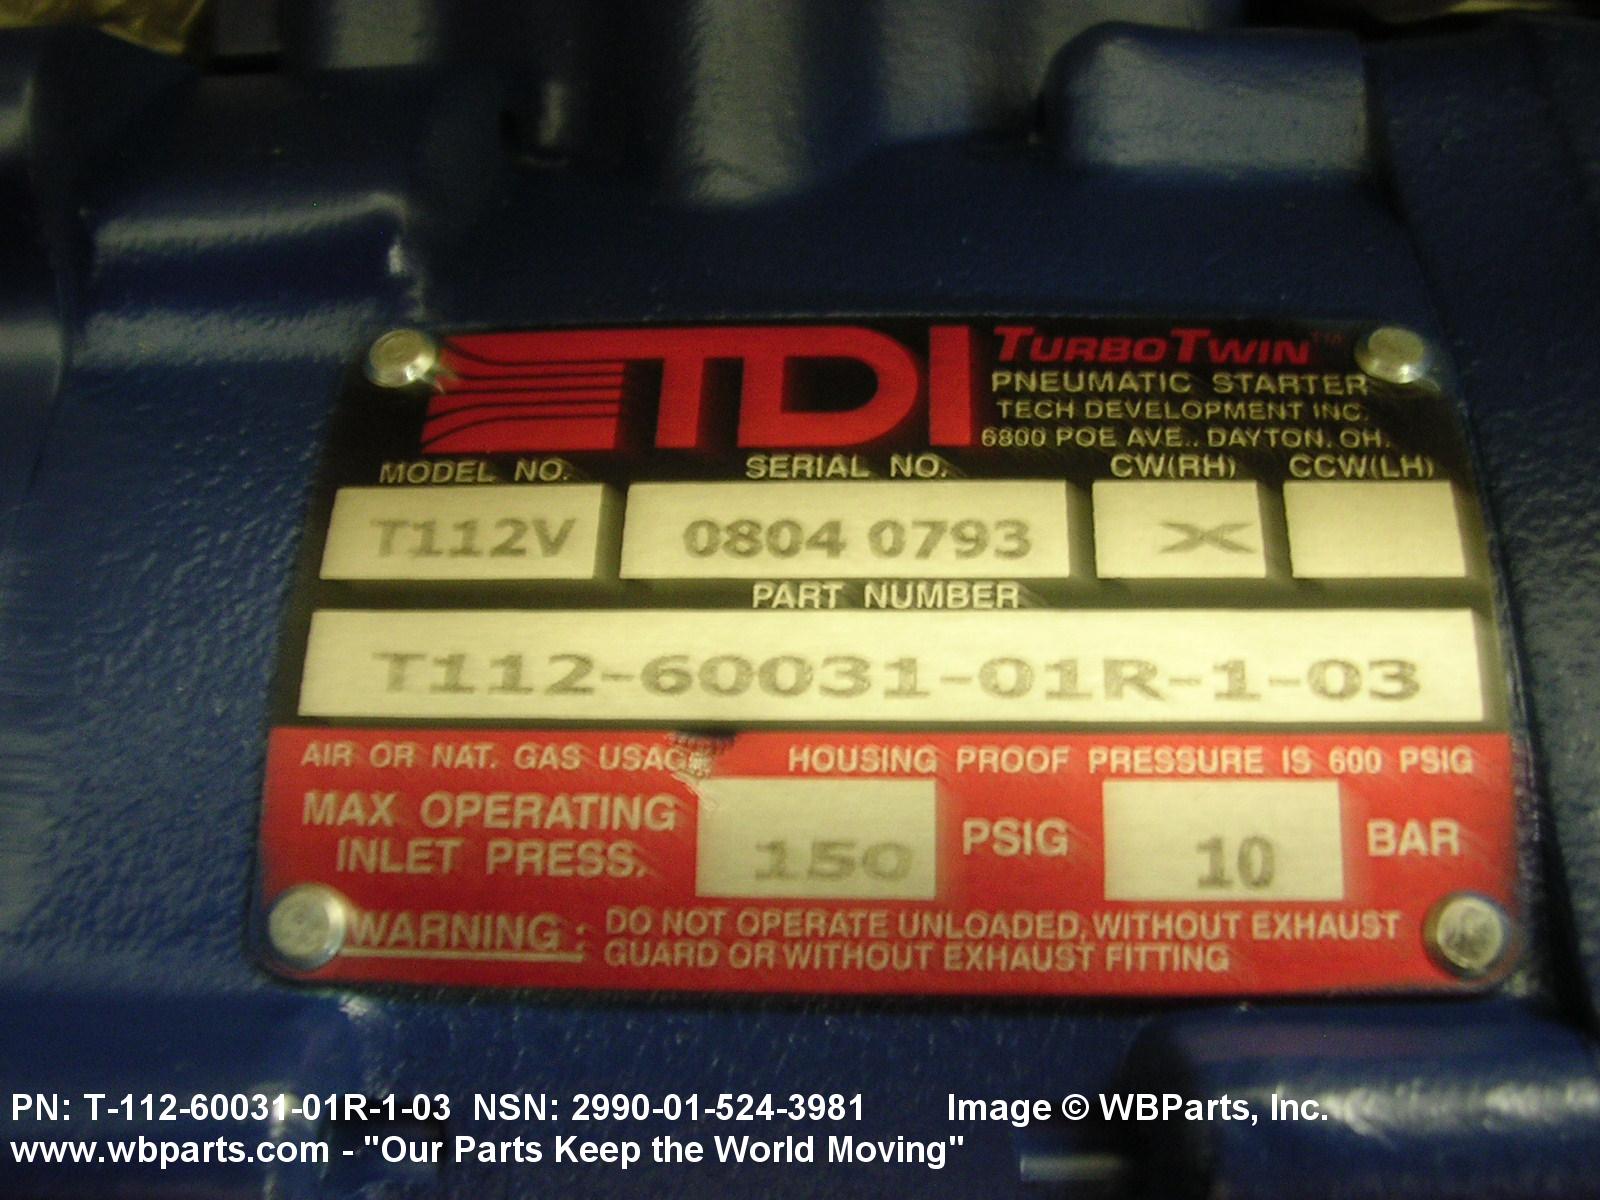 TDI TURBOTWIN™
PNEUMATIC STARTER
TECH DEVELOPMENT INC.
6800 POE AVE., DAYTON, OH.
MODEL NO. SERIAL NO. CW(RH) CCW(LH)
T112V 0804 0793 X
PART NUMBER
T112-60031-01R-1-03
AIR OR NAT. GAS USAGE HOUSING PROOF PRESSURE IS 600 PSIG
MAX OPERATING
INLET PRESS. 150 PSIG 10 BAR
WARNING: DO NOT OPERATE UNLOADED, WITHOUT EXHAUST
GUARD OR WITHOUT EXHAUST FITTING
PN: T-112-60031-01R-1-03 NSN: 2990-01-524-3981 Image © WBParts, Inc.
www.wbparts.com - "Our Parts Keep the World Moving"